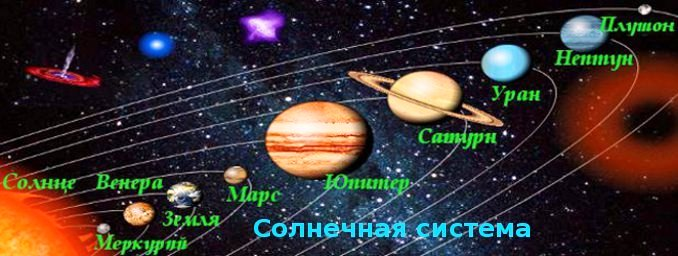 Плутон
Нептун
Уран
Сатурн
Юпитер
Марс
Солнце Венера
Земля
Меркурий
Солнечная система